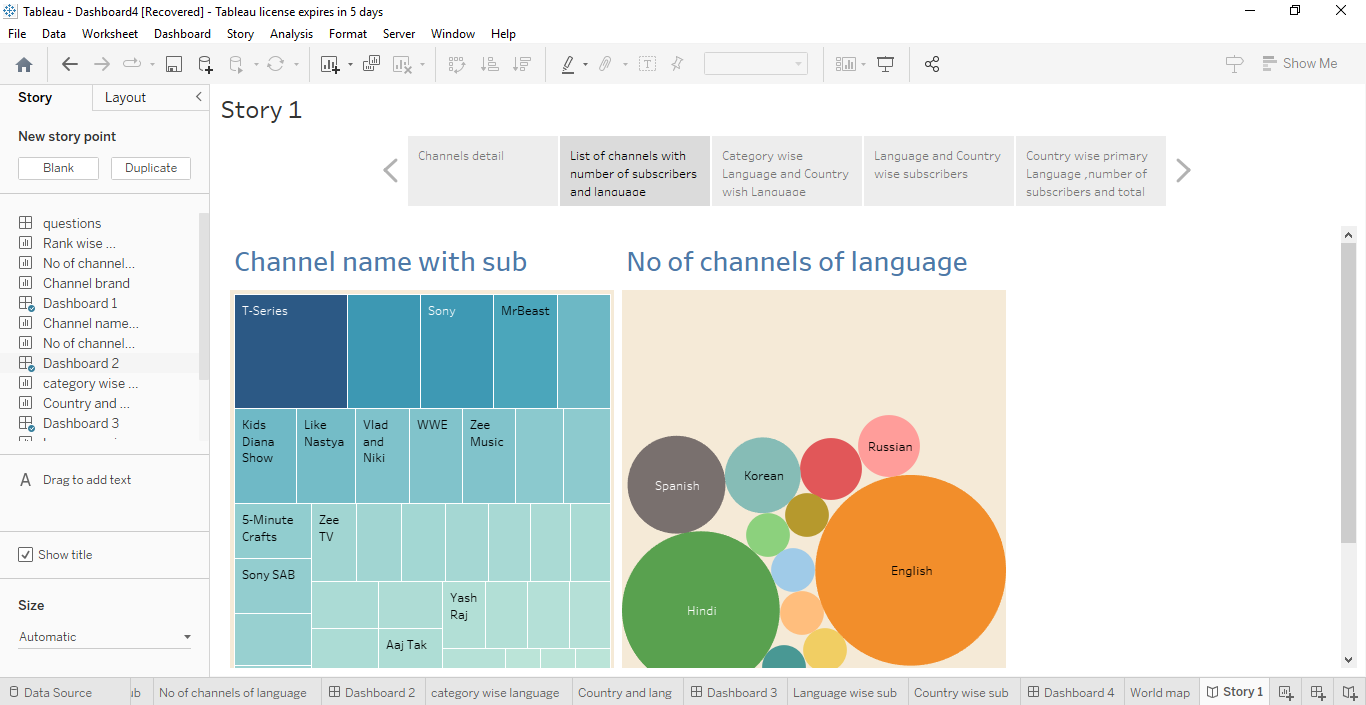 Tableau - Dashboard4 [Recovered] - Tableau license expires in 5 days
File Data Worksheet Dashboard Story Analysis Format Server Window Help
Show Me
Story
Layout
New story point
Blank
Duplicate
questions
Rank wise ...
No of channel...
Channel brand
Dashboard 1
Channel name...
No of channel...
Dashboard 2
category wise ...
Country and ...
Dashboard 3
A Drag to add text
Show title
Size
Automatic
Story 1
Channels detail
List of channels with
number of subscribers
and language
Category wise
Language and Country
wish Language
Language and Country
wise subscribers
Country wise primary
Language ,number of
subscribers and total
Channel name with sub
T-Series
Sony
MrBeast
Kids
Diana
Show
Like
Nastya
Vlad
and
Niki
WWE
Zee
Music
5-Minute
Crafts
Zee
TV
Sony SAB
Yash
Raj
Aaj Tak
No of channels of language
Russian
Korean
Spanish
English
Hindi
Data Source
ub
No of channels of language
Dashboard 2
category wise language
Country and lang
Dashboard 3
Language wise sub
Country wise sub
Dashboard 4
World map
Story 1